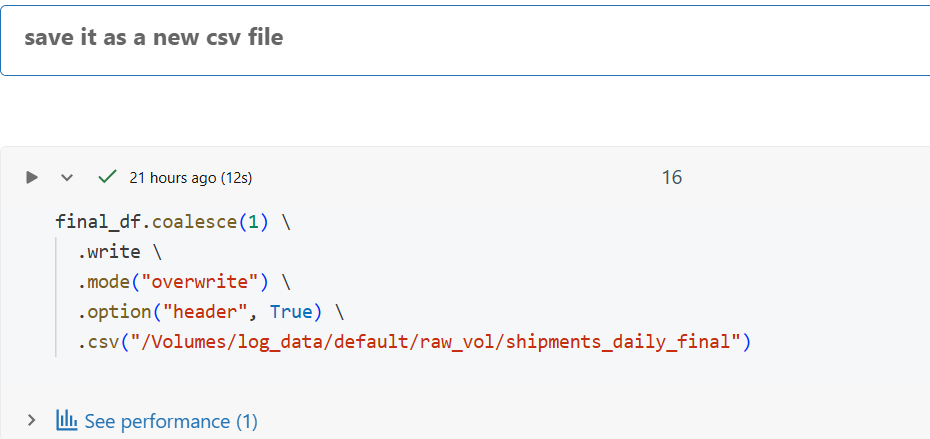 save it as a new csv file
21 hours ago (12s)
16
final_df.coalesce(1) \
.write \
.mode("overwrite") \
.option("header", True) \
.csv("/Volumes/log_data/default/raw_vol/shipments_daily_final")
See performance (1)